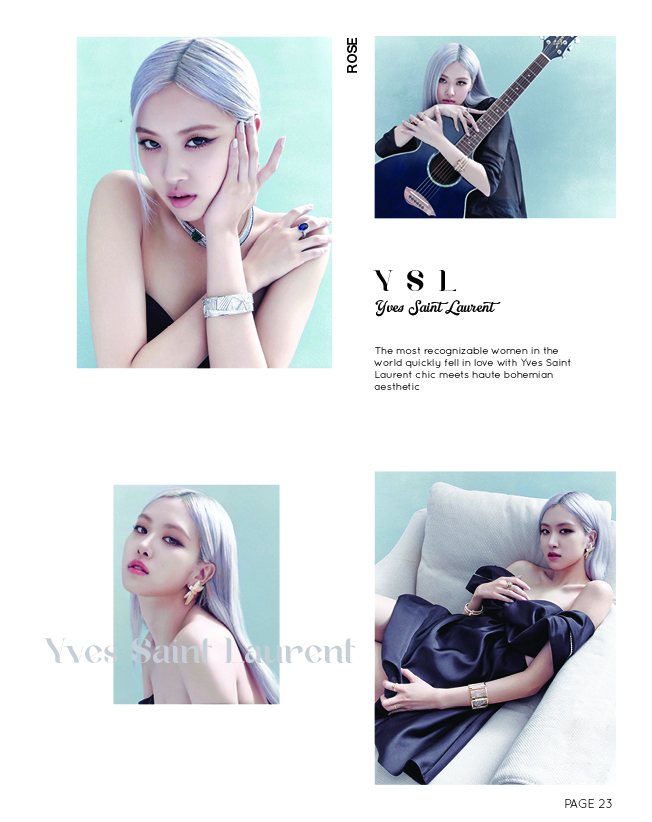 ROSE
Y S L
Yves Saint Laurent
The most recognizable women in the
world quickly fell in love with Yves Saint
Laurent chic meets haute bohemian
aesthetic
Yves Saint Laurent
PAGE 23